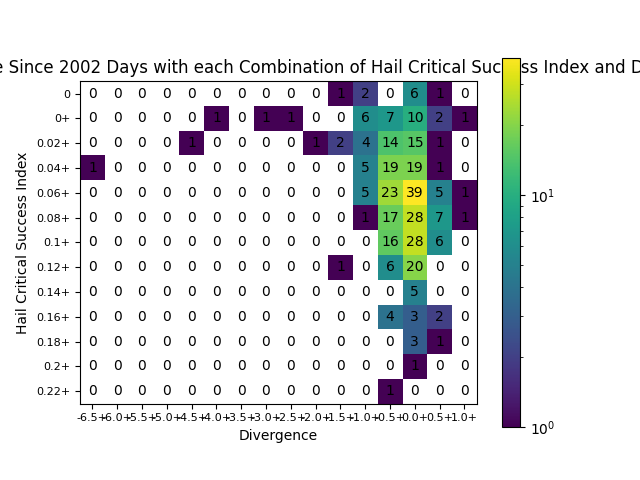 e Since 2002 Days with each Combination of Hail Critical Success Index and D
0 0 0 0 0 0 0 0 0 0 0 1 2 0 6 1 0
0+ 0 0 0 0 0 1 0 1 1 0 0 6 7 10 2 1
0.02+ 0 0 0 0 1 0 0 0 0 1 2 4 14 15 1 0
0.04+ 1 0 0 0 0 0 0 0 0 0 0 5 19 19 1 0
0.06+ 0 0 0 0 0 0 0 0 0 0 0 5 23 39 5 1
0.08+ 0 0 0 0 0 0 0 0 0 0 0 1 17 28 7 1
0.1+ 0 0 0 0 0 0 0 0 0 0 0 0 16 28 6 0
0.12+ 0 0 0 0 0 0 0 0 0 0 1 0 6 20 0 0
0.14+ 0 0 0 0 0 0 0 0 0 0 0 0 0 5 0 0
0.16+ 0 0 0 0 0 0 0 0 0 0 0 0 4 3 2 0
0.18+ 0 0 0 0 0 0 0 0 0 0 0 0 0 3 1 0
0.2+ 0 0 0 0 0 0 0 0 0 0 0 0 0 1 0 0
0.22+ 0 0 0 0 0 0 0 0 0 0 0 0 1 0 0 0
-6.5+ -6.0+ -5.5+ -5.0+ -4.5+ -4.0+ -3.5+ -3.0+ -2.5+ -2.0+ -1.5+ -1.0+ -0.5+ 0.0+ 0.5+ 1.0+
Divergence
Hail Critical Success Index
10¹
10⁰